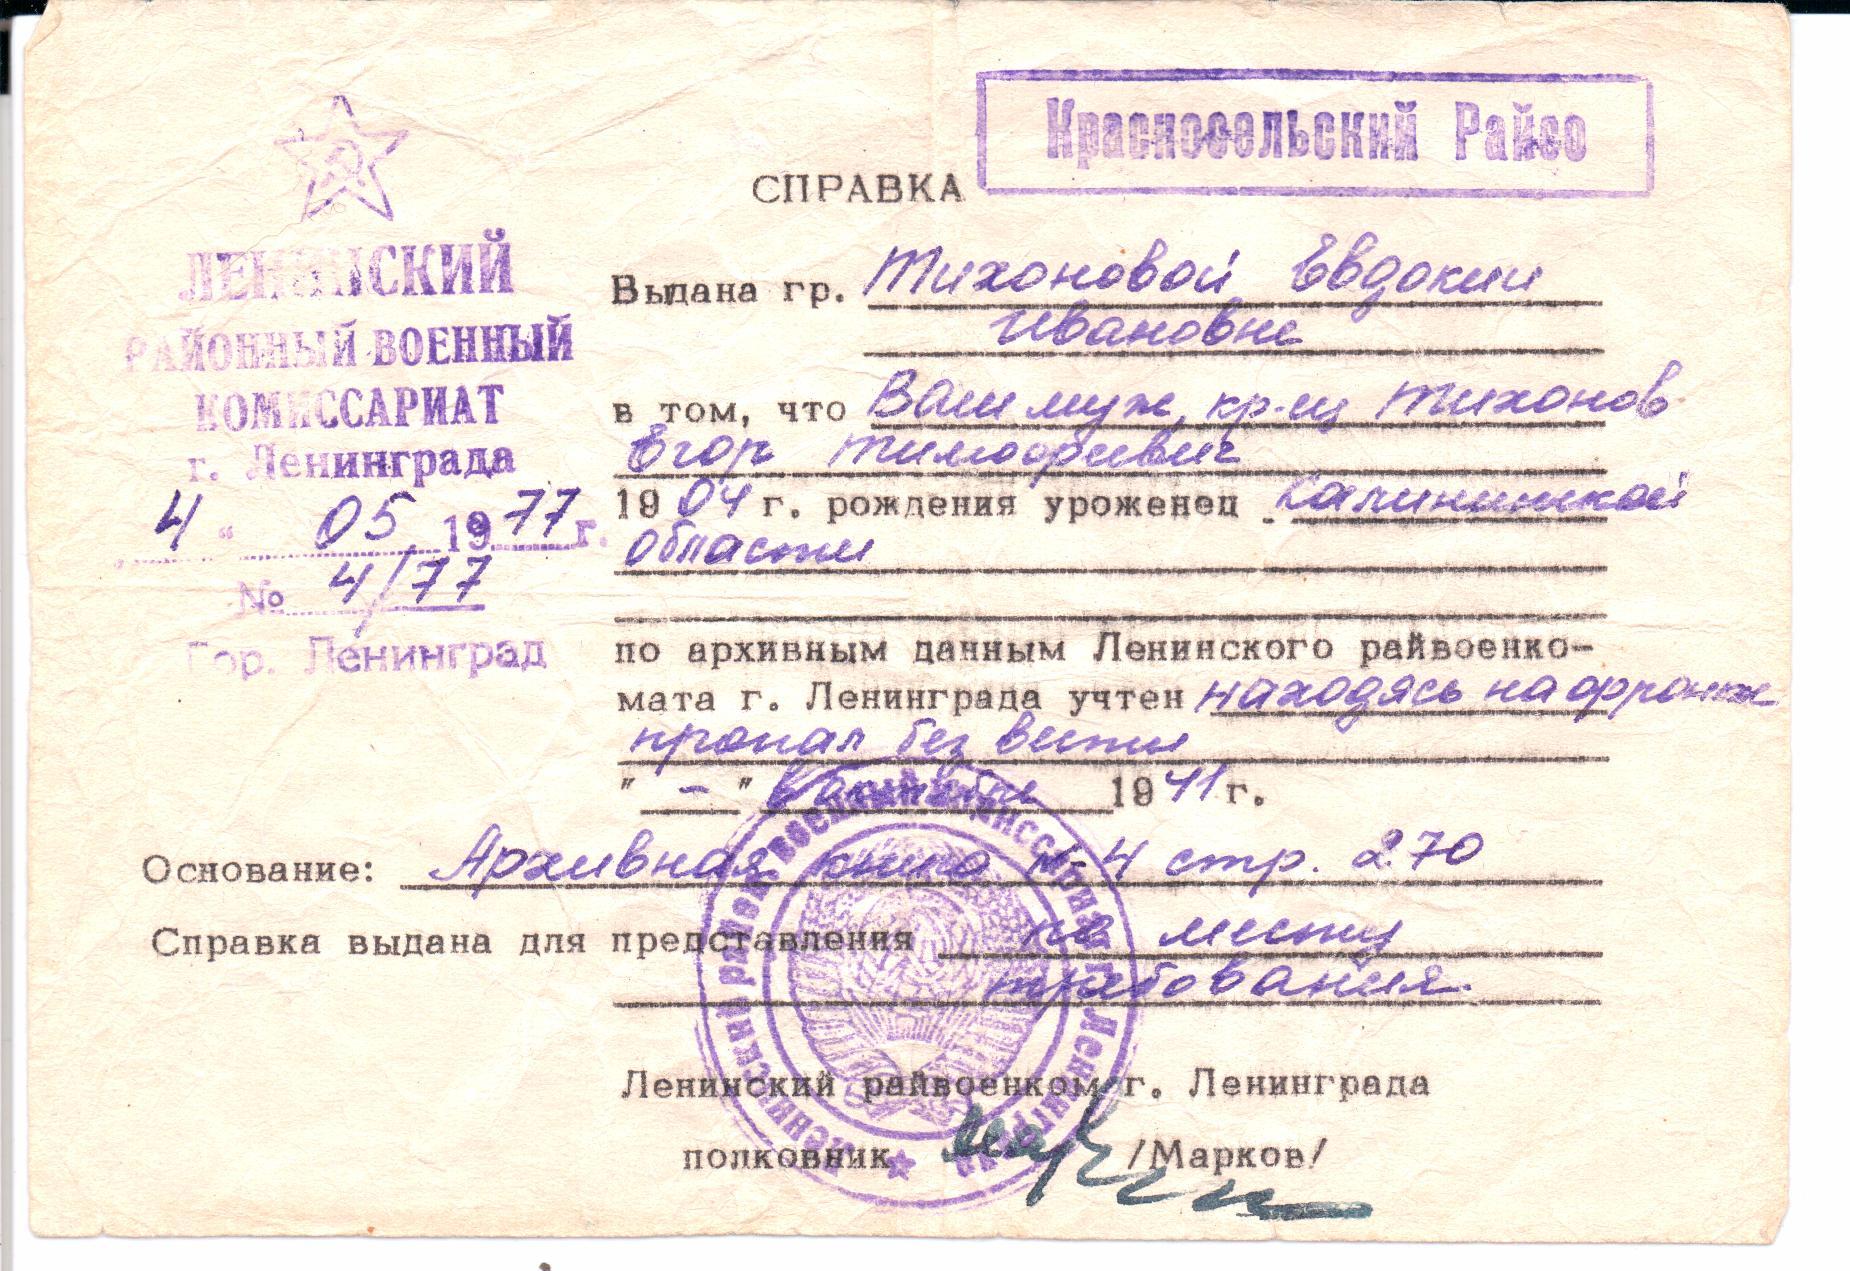 Красносельский Райсо
СПРАВКА
ЛЕНИНСКИЙ
РАЙОННЫЙ ВОЕННЫЙ
КОМИССАРИАТ
г. Ленинграда
4 " 05 1977 г.
№ 4/77
Гор. Ленинград
Выдана гр. Тихоновой Евдокии
Ивановне
в том, что Ваш муж, кр-ец Тихонов
Егор Тимофеевич
1904 г. рождения уроженец Калининской
области
по архивным данным Ленинского райвоенко-
мата г. Ленинграда учтен находясь на фронте
пропал без вести
" - " в 1941 г.
Основание: Архивная книга № 4 стр. 270
Справка выдана для представления по месту
требования.
Ленинский райвоенком г. Ленинграда
полковник /Марков/